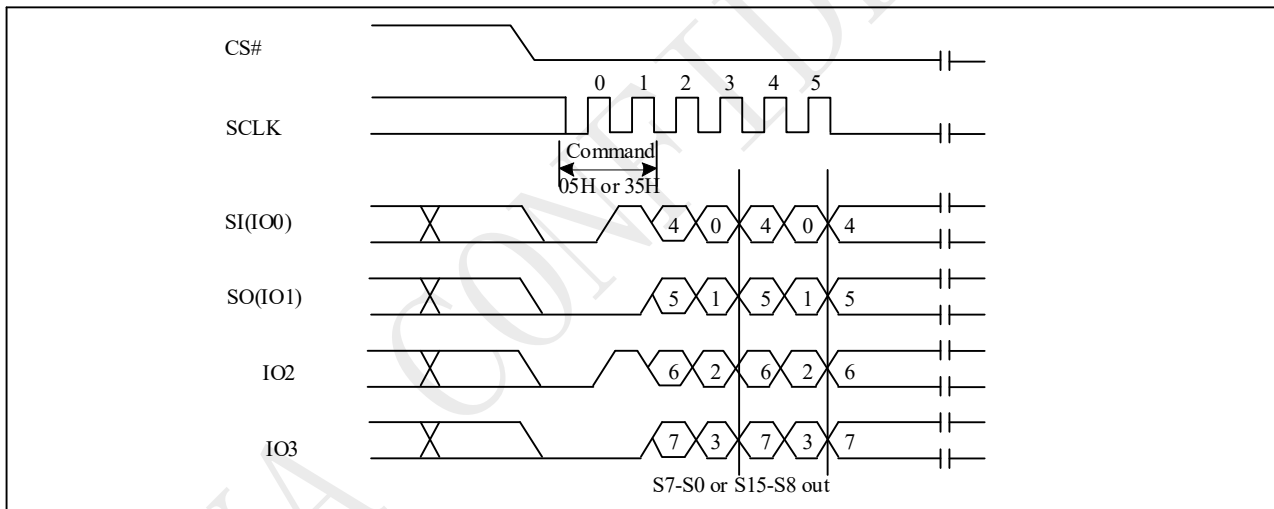 CS#
0 1 2 3 4 5
SCLK
Command
05H or 35H
SI(IO0) 4 0 4 0 4
SO(IO1) 5 1 5 1 5
IO2 6 2 6 2 6
IO3 7 3 7 3 7
S7-S0 or S15-S8 out